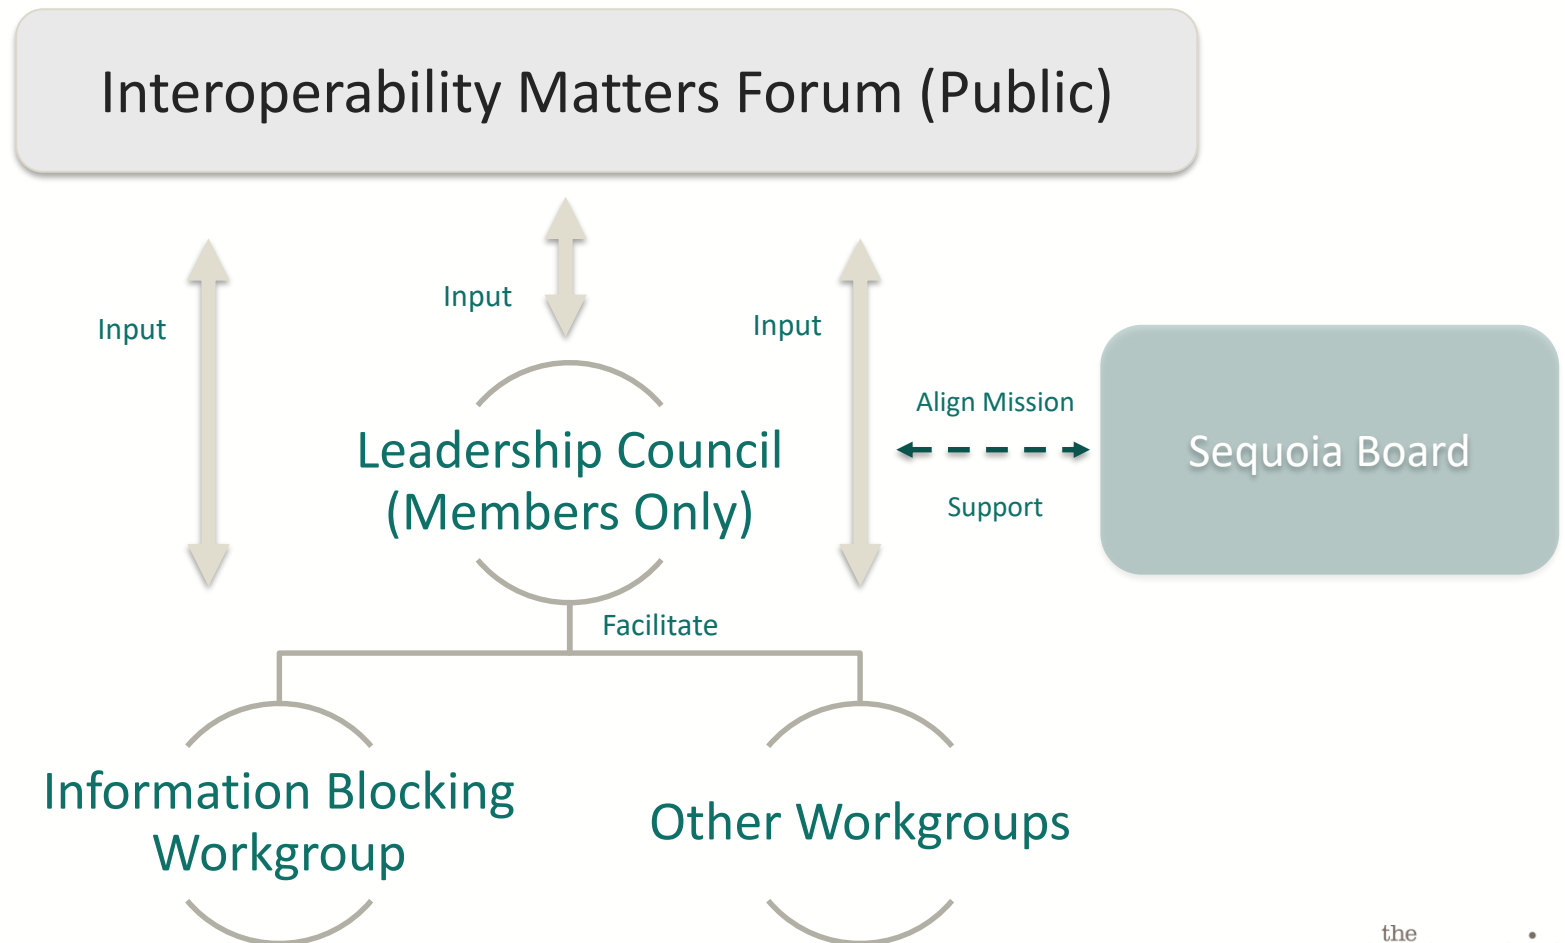 Interoperability Matters Forum (Public)
Input
Input
Input
Align Mission
Support
Sequoia Board
Leadership Council
(Members Only)
Facilitate
Information Blocking
Workgroup
Other Workgroups
the